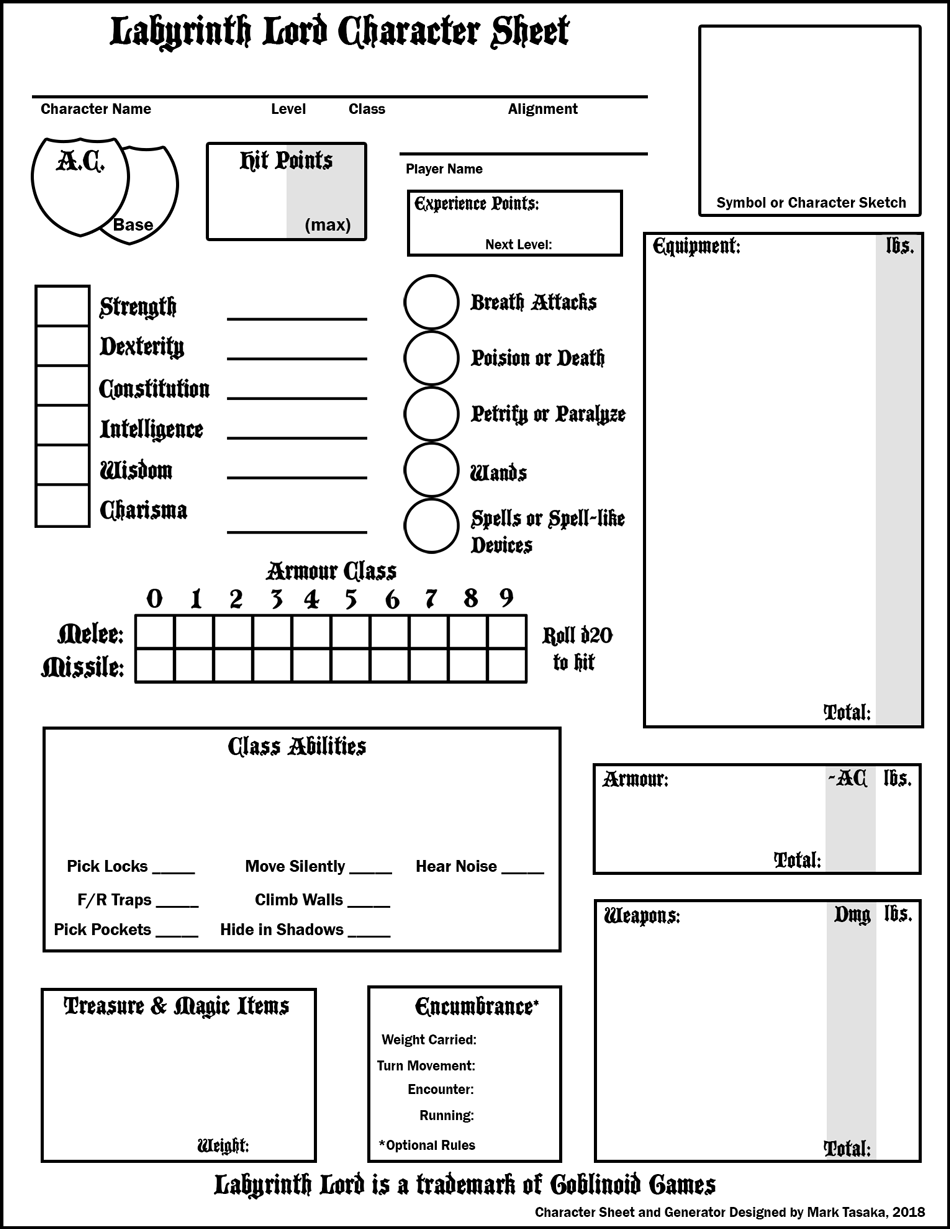 Labyrinth Lord Character Sheet
Character Name Level Class Alignment
Player Name
Symbol or Character Sketch
A.C.
Base
Hit Points
(max)
Experience Points:
Next Level:
Strength
Dexterity
Constitution
Intelligence
Wisdom
Charisma
Breath Attacks
Poision or Death
Petrify or Paralyze
Wands
Spells or Spell-like
Devices
Equipment: lbs.
Total:
Armour Class
0 1 2 3 4 5 6 7 8 9
Melee:
Missile:
Roll d20
to hit
Class Abilities
Pick Locks _____ Move Silently _____ Hear Noise _____
F/R Traps _____ Climb Walls _____
Pick Pockets _____ Hide in Shadows _____
Armour: -AC lbs.
Total:
Weapons: Dmg lbs.
Total:
Treasure & Magic Items
Weight:
Encumbrance*
Weight Carried:
Turn Movement:
Encounter:
Running:
*Optional Rules
Labyrinth Lord is a trademark of Goblinoid Games
Character Sheet and Generator Designed by Mark Tasaka, 2018